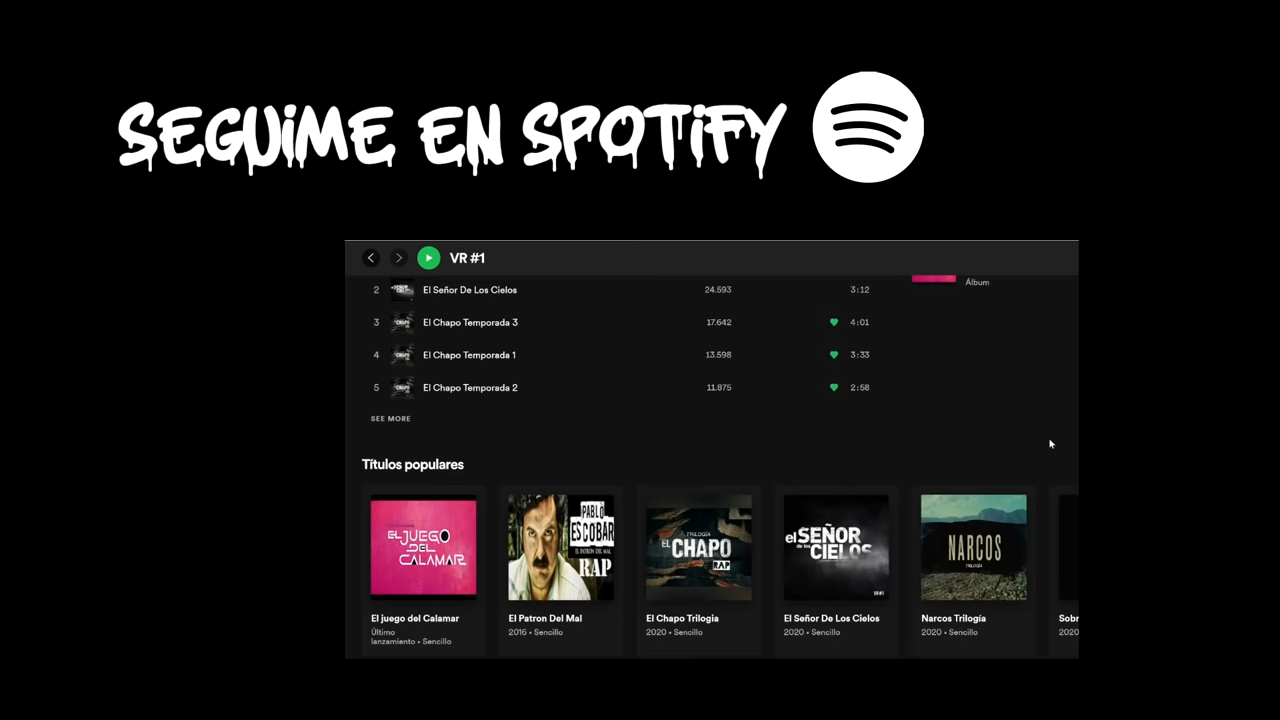 SEGUIME EN SPOTIFY
VR #1
2 El Señor De Los Cielos 24.593 3:12
Álbum
3 El Chapo Temporada 3 17.642 4:01
4 El Chapo Temporada 1 13.598 3:33
5 El Chapo Temporada 2 11.875 2:58
SEE MORE
Títulos populares
EL JUEGO
DEL
CALAMAR
PABLO
ESCOBAR
EL PATRÓN DEL MAL
RAP
TRILOGÍA
EL CHAPO
RAP
el SEÑOR
de los CIELOS
VR #1
NARCOS
TRILOGÍA
El juego del Calamar
Último
lanzamiento • Sencillo
El Patron Del Mal
2016 • Sencillo
El Chapo Trilogia
2020 • Sencillo
El Señor De Los Cielos
2020 • Sencillo
Narcos Trilogía
2020 • Sencillo
Sobr
2020